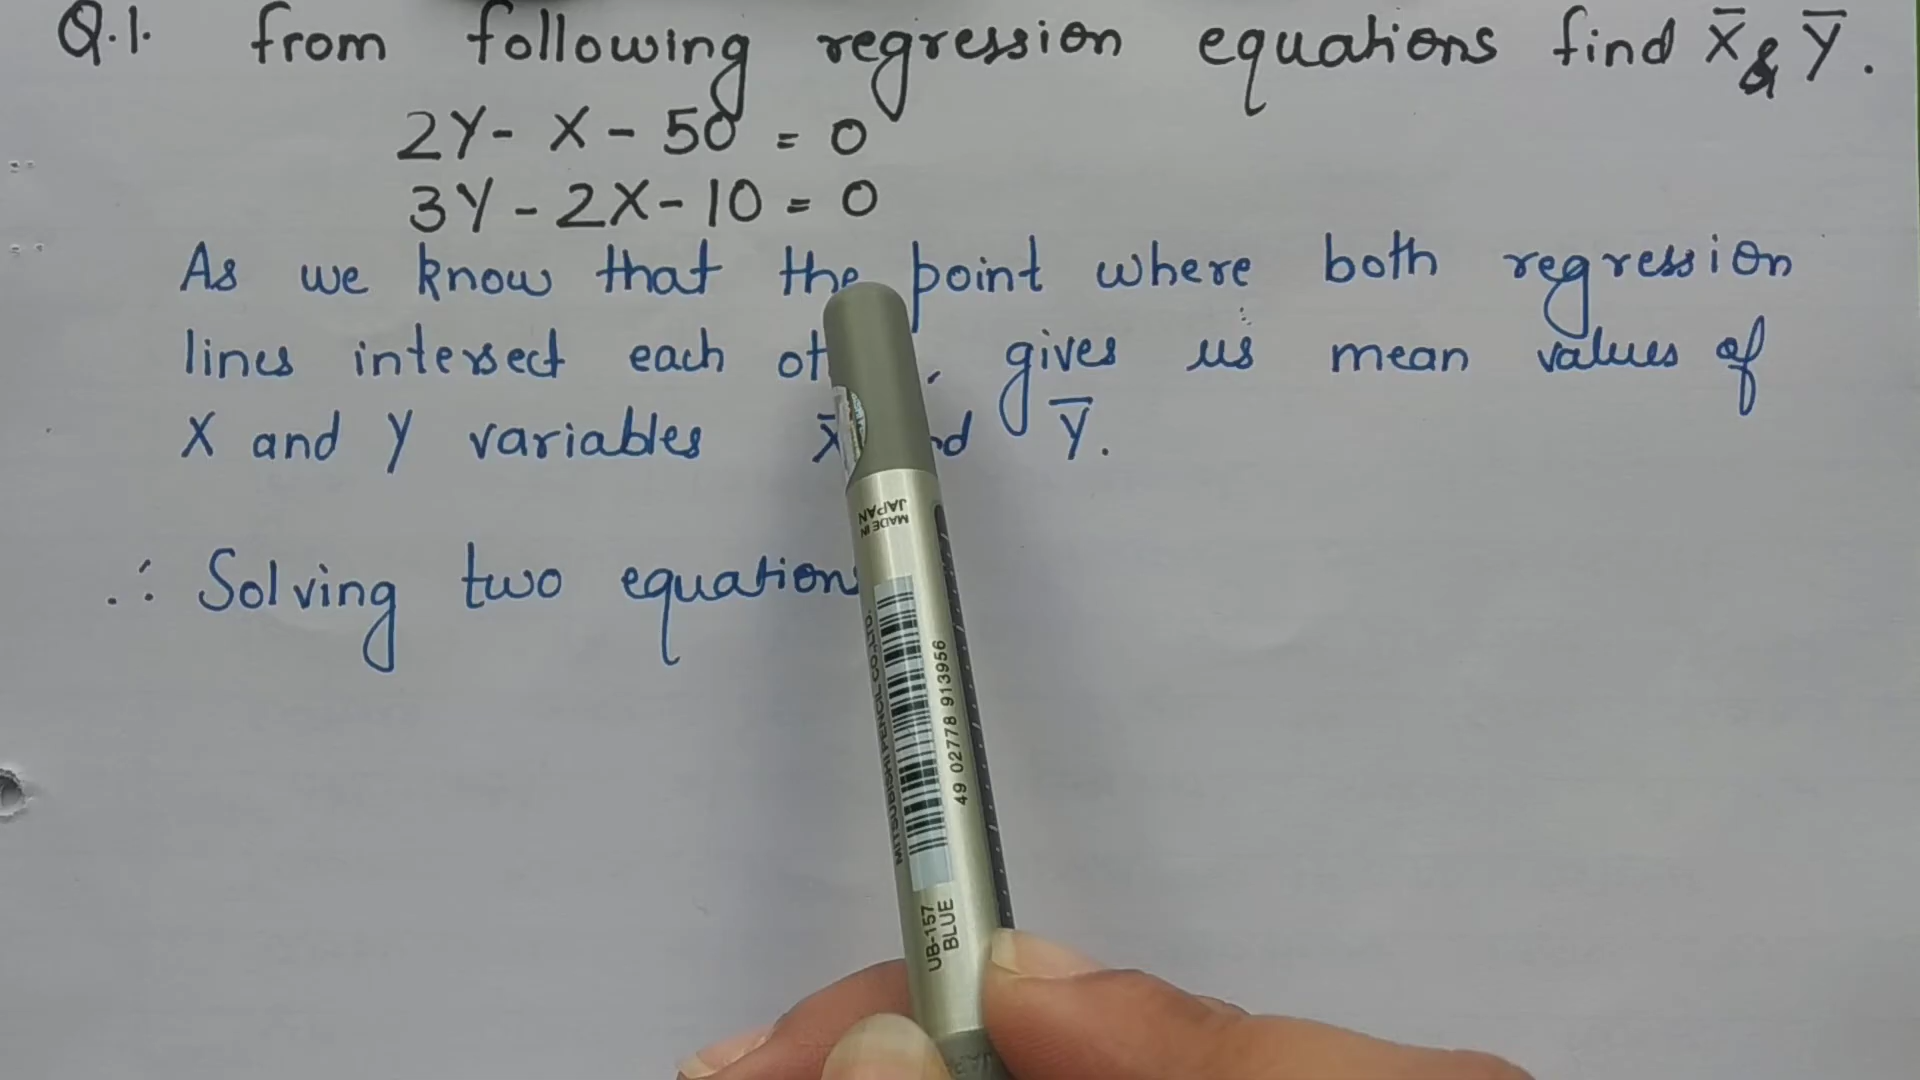 Q.1. From following regression equations find X̄ & Ȳ.
2Y - X - 50 = 0
3Y - 2X - 10 = 0
As we know that the point where both regression
lines intersect each gives us mean values of
X and Y variables X̄ Ȳ.
∴ Solving two equation
MADE IN
JAPAN
MITSUBISHI PENCIL CO., LTD.
49 02778 913956
UB-157
BLUE